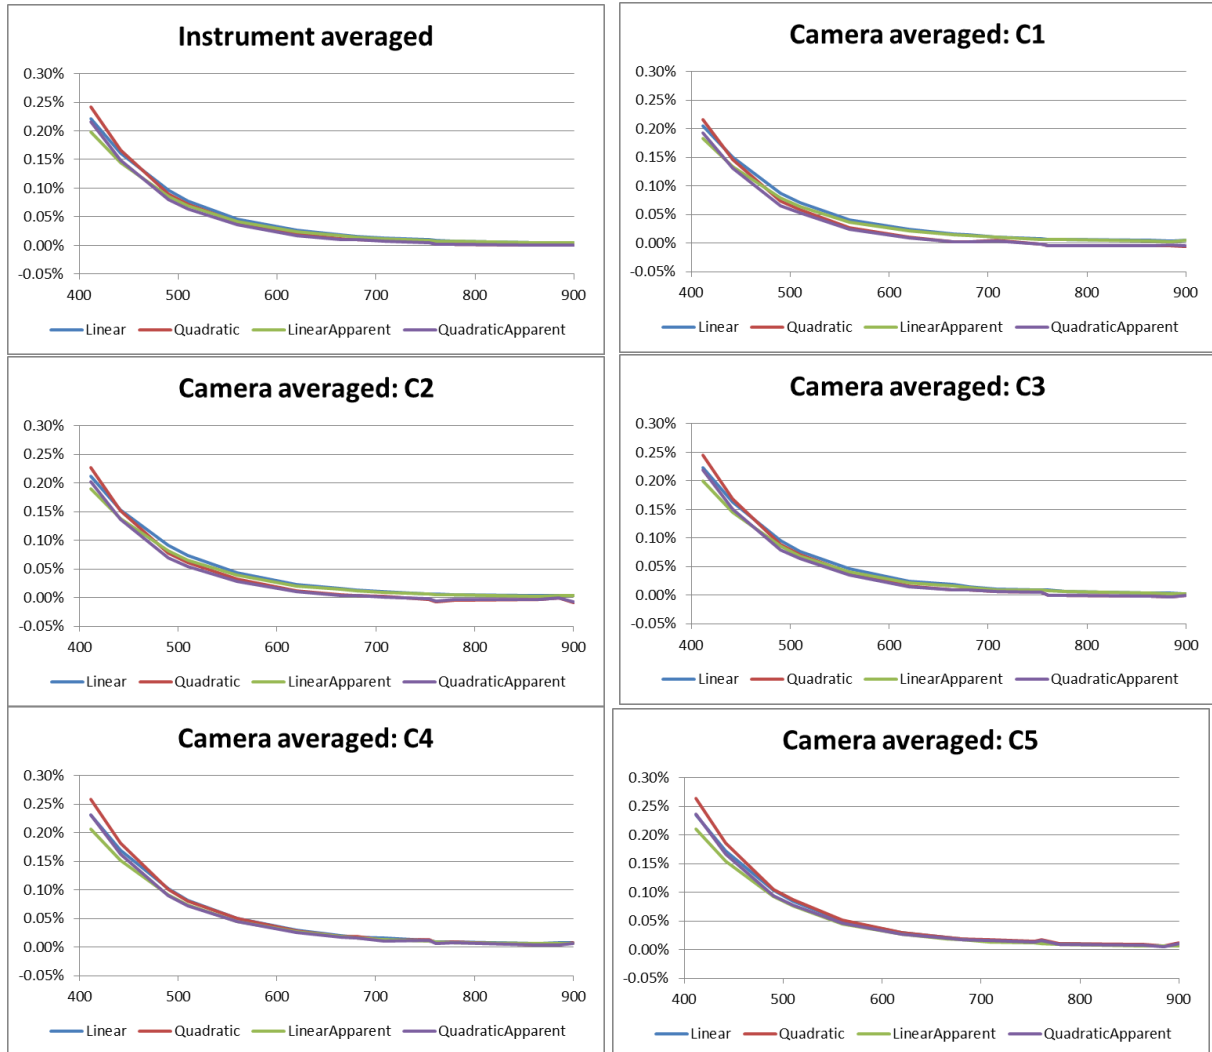 Instrument averaged
0.30%
0.25%
0.20%
0.15%
0.10%
0.05%
0.00%
-0.05%
400 500 600 700 800 900
Linear Quadratic LinearApparent QuadraticApparent
Camera averaged: C1
0.30%
0.25%
0.20%
0.15%
0.10%
0.05%
0.00%
-0.05%
400 500 600 700 800 900
Linear Quadratic LinearApparent QuadraticApparent
Camera averaged: C2
0.30%
0.25%
0.20%
0.15%
0.10%
0.05%
0.00%
-0.05%
400 500 600 700 800 900
Linear Quadratic LinearApparent QuadraticApparent
Camera averaged: C3
0.30%
0.25%
0.20%
0.15%
0.10%
0.05%
0.00%
-0.05%
400 500 600 700 800 900
Linear Quadratic LinearApparent QuadraticApparent
Camera averaged: C4
0.30%
0.25%
0.20%
0.15%
0.10%
0.05%
0.00%
-0.05%
400 500 600 700 800 900
Linear Quadratic LinearApparent QuadraticApparent
Camera averaged: C5
0.30%
0.25%
0.20%
0.15%
0.10%
0.05%
0.00%
-0.05%
400 500 600 700 800 900
Linear Quadratic LinearApparent QuadraticApparent